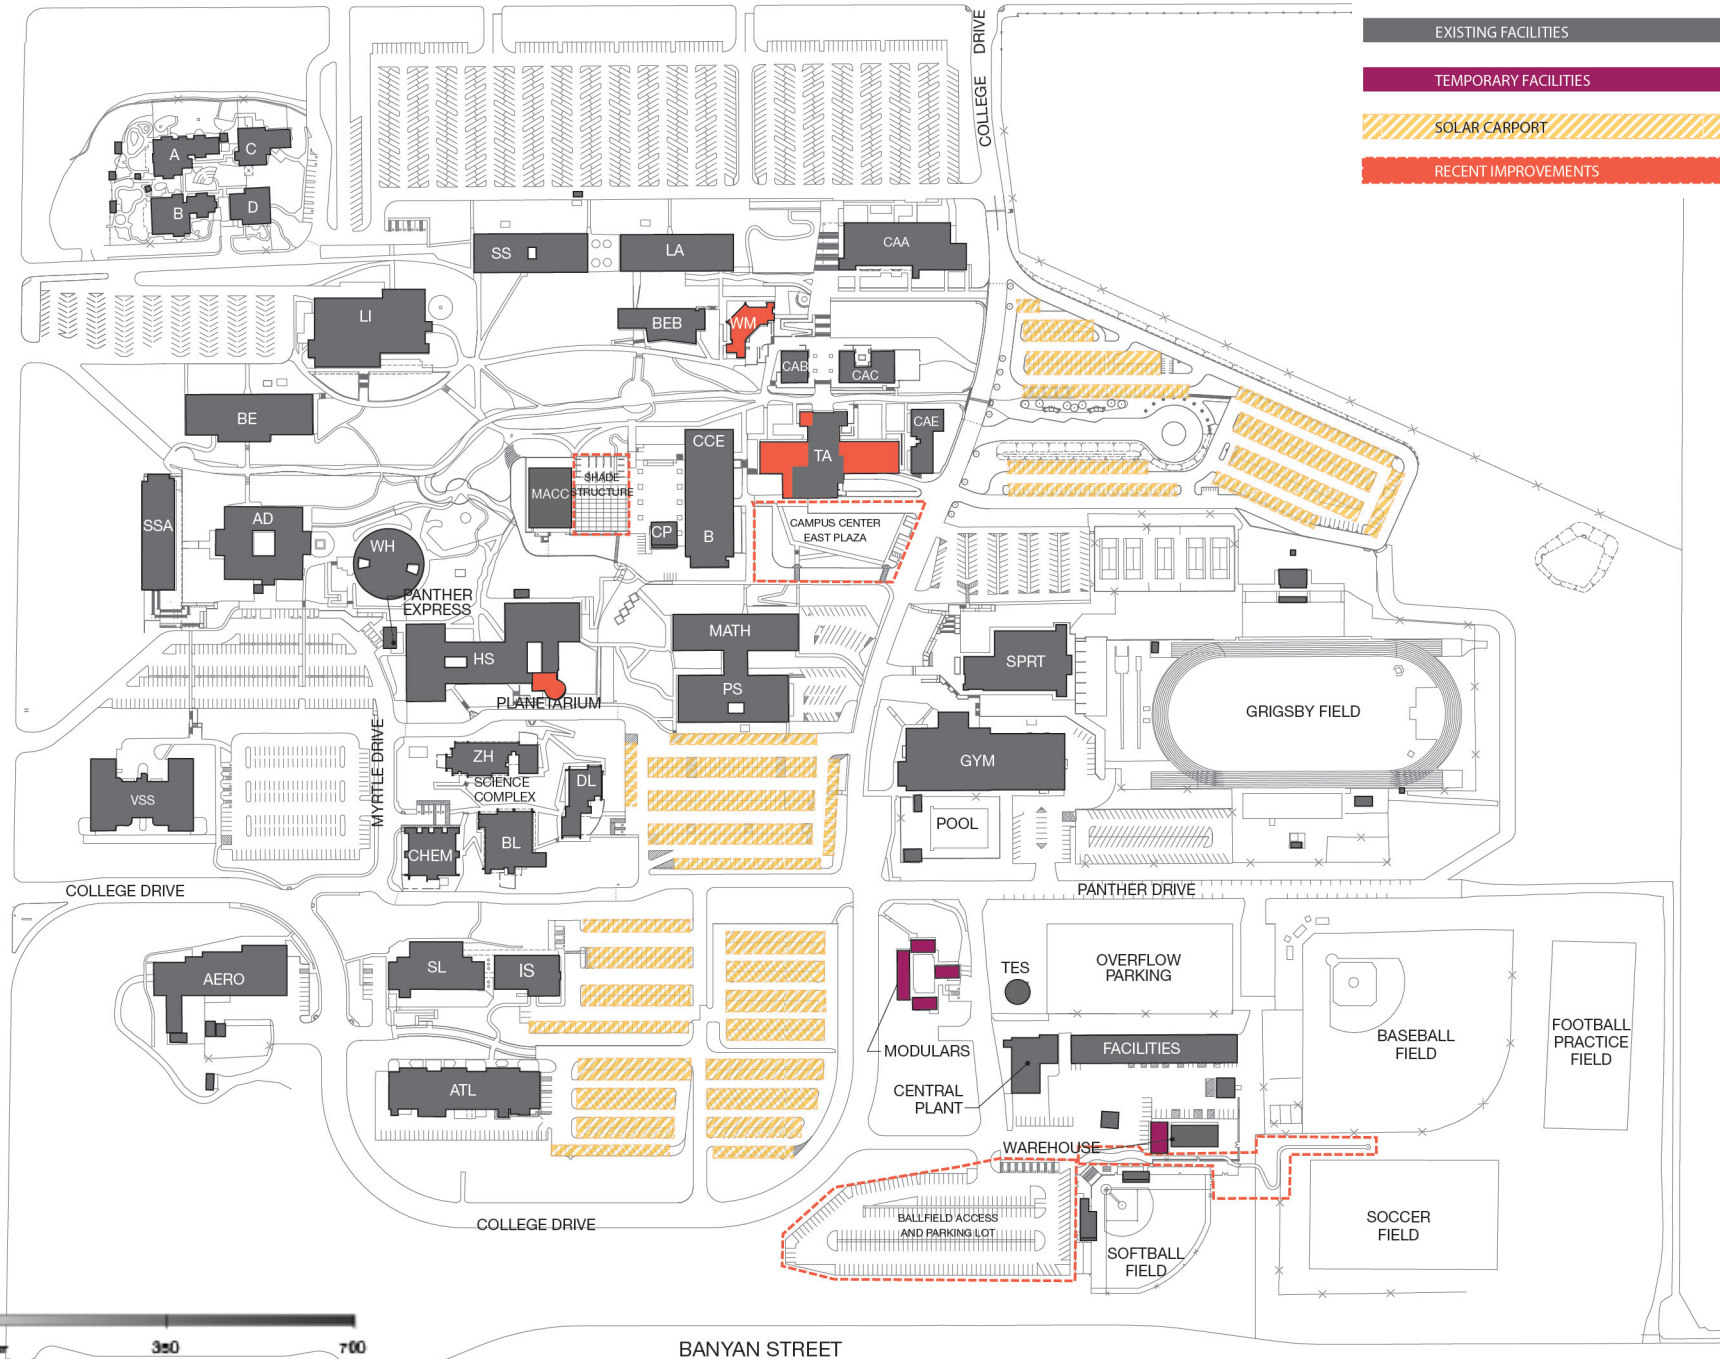 COLLEGE DRIVE
EXISTING FACILITIES
TEMPORARY FACILITIES
SOLAR CARPORT
RECENT IMPROVEMENTS
A
C
B
D
SS
LA
CAA
LI
BEB
WM
CAB
CAC
BE
CCE
CAE
TA
MACC
SHADE
STRUCTURE
SSA
AD
WH
CP
B
CAMPUS CENTER
EAST PLAZA
PANTHER
EXPRESS
MATH
HS
SPRT
PS
PLANETARIUM
GRIGSBY FIELD
MYRTLE DRIVE
ZH
SCIENCE
COMPLEX
DL
GYM
VSS
POOL
CHEM
BL
COLLEGE DRIVE
PANTHER DRIVE
AERO
SL
IS
TES
OVERFLOW
PARKING
BASEBALL
FIELD
FOOTBALL
PRACTICE
FIELD
MODULARS
FACILITIES
CENTRAL
PLANT
ATL
WAREHOUSE
BALLFIELD ACCESS
AND PARKING LOT
COLLEGE DRIVE
SOFTBALL
FIELD
SOCCER
FIELD
350
700
BANYAN STREET